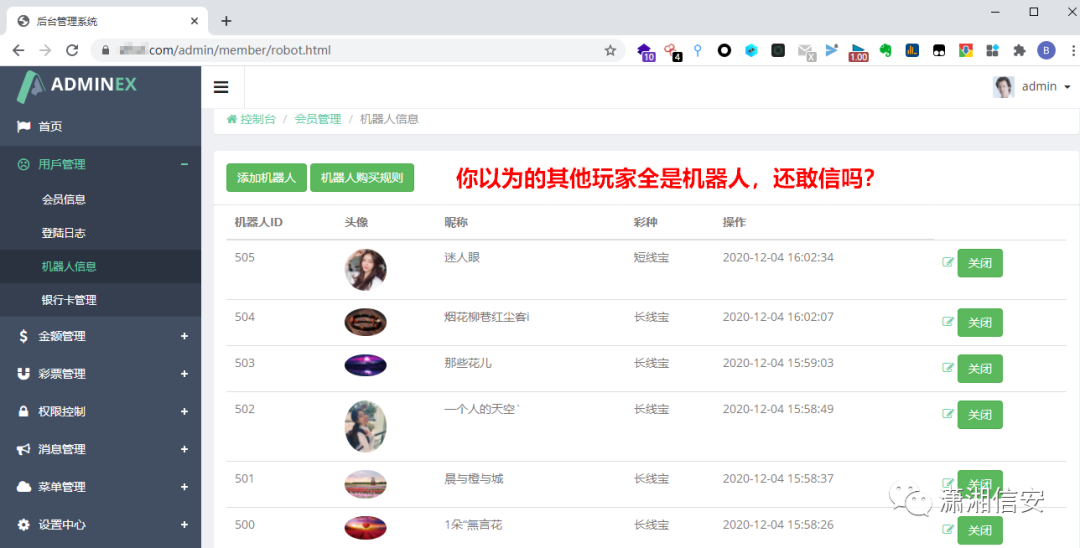 后台管理系统
.com/admin/member/robot.html
10
4
X
1.00
B
ADMINEX
admin
首页
用戶管理
会员信息
登陆日志
机器人信息
银行卡管理
金额管理
彩票管理
权限控制
消息管理
菜单管理
设置中心
控制台 / 会员管理 / 机器人信息
添加机器人 机器人购买规则 你以为的其他玩家全是机器人，还敢信吗？
机器人ID 头像 昵称 彩种 操作
505 迷人眼 短线宝 2020-12-04 16:02:34 关闭
504 烟花柳巷红尘客i 长线宝 2020-12-04 16:02:07 关闭
503 那些花儿 长线宝 2020-12-04 15:59:03 关闭
502 一个人的天空` 长线宝 2020-12-04 15:58:49 关闭
501 晨与橙与城 长线宝 2020-12-04 15:58:37 关闭
500 1朵“無言花 长线宝 2020-12-04 15:58:26 关闭
潇湘信安